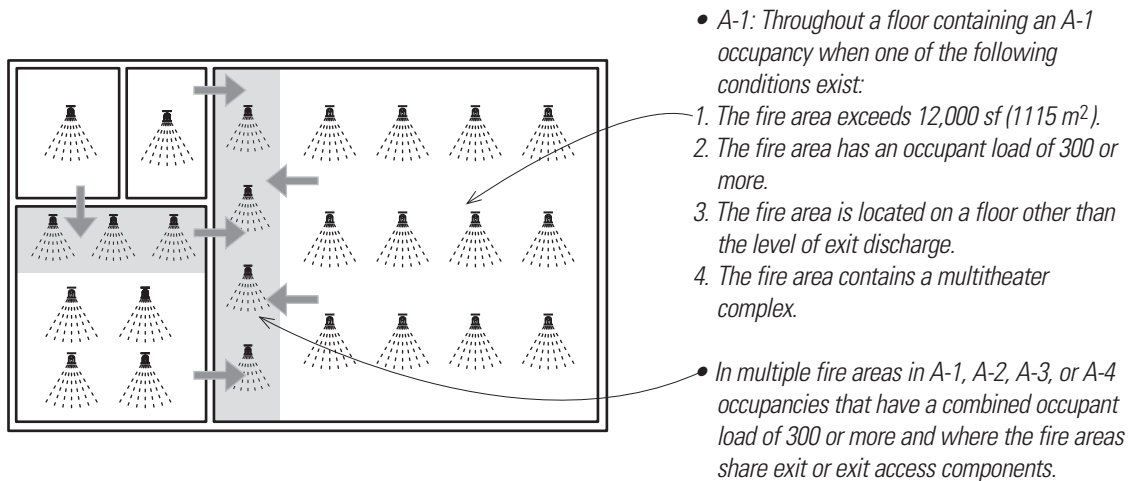 • A-1: Throughout a floor containing an A-1
occupancy when one of the following
conditions exist:
1. The fire area exceeds 12,000 sf (1115 m²).
2. The fire area has an occupant load of 300 or
more.
3. The fire area is located on a floor other than
the level of exit discharge.
4. The fire area contains a multitheater
complex.
• In multiple fire areas in A-1, A-2, A-3, or A-4
occupancies that have a combined occupant
load of 300 or more and where the fire areas
share exit or exit access components.